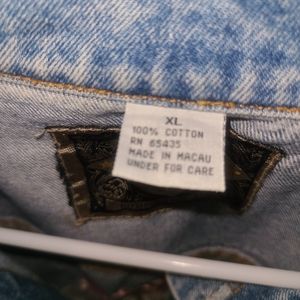 XL
100% COTTON
RN 65435
MADE IN MACAU
UNDER FOR CARE